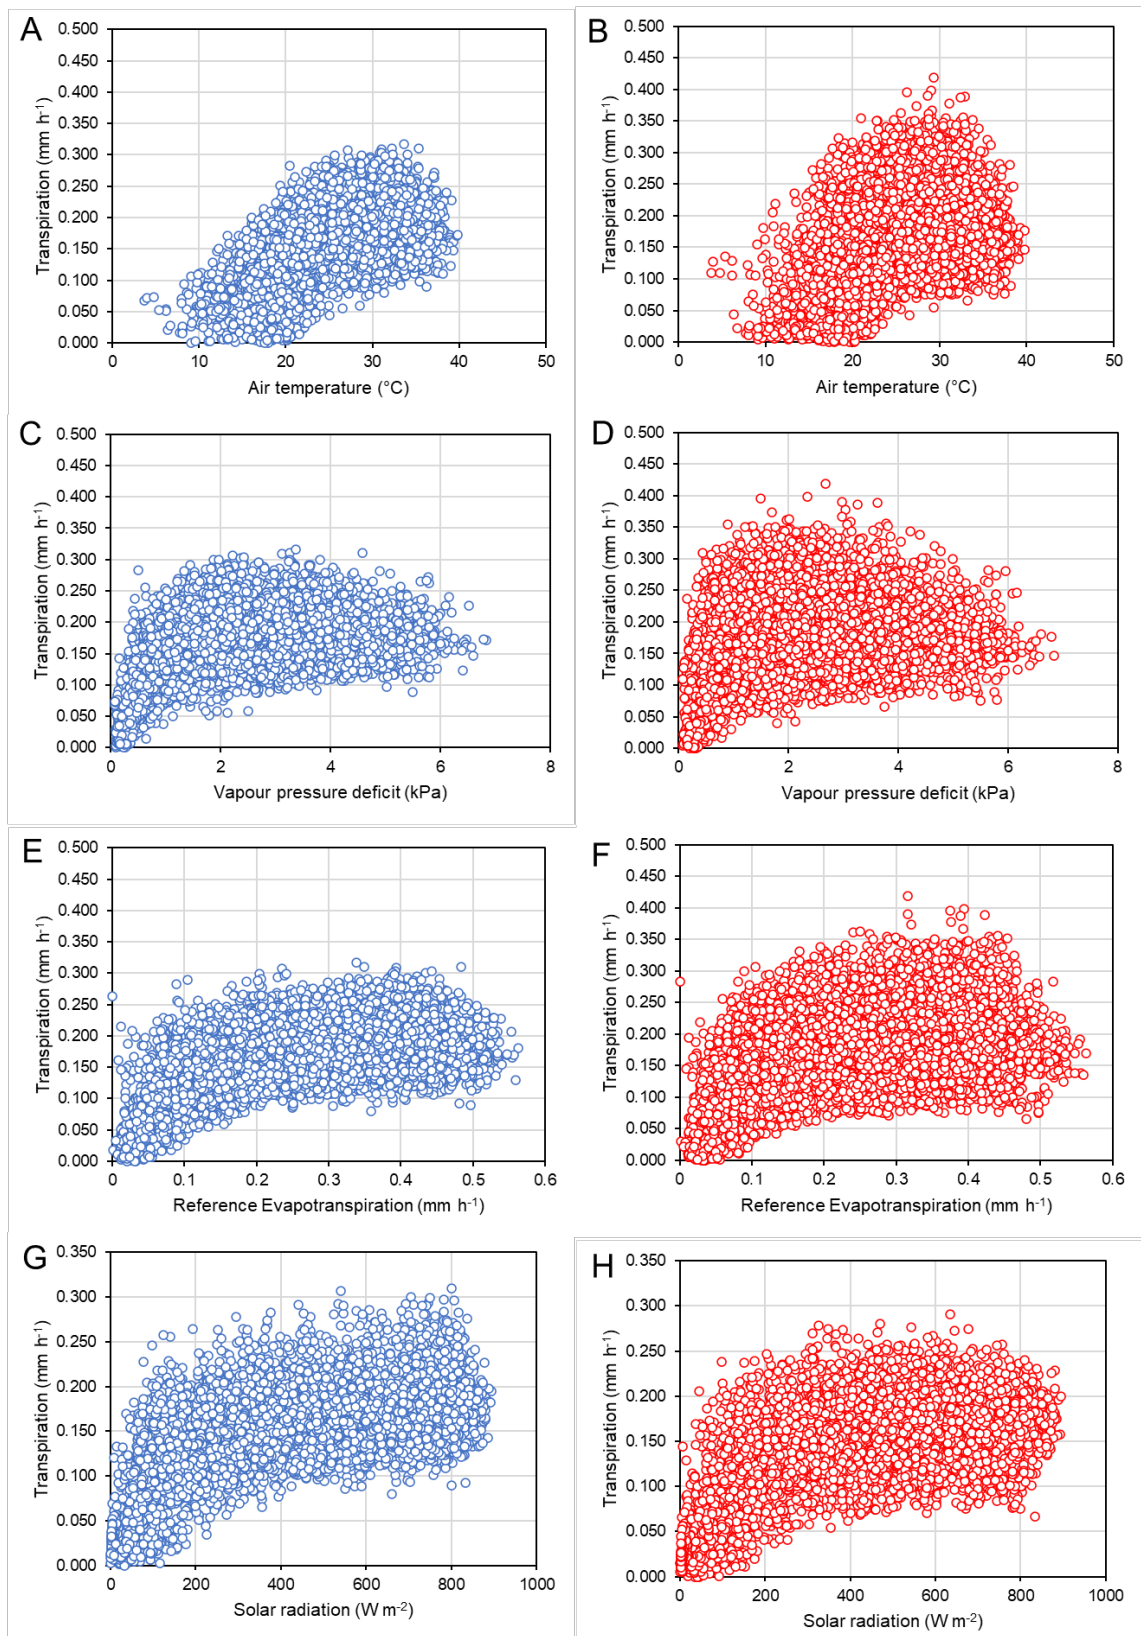 A
0.500
0.450
0.400
0.350
0.300
0.250
0.200
0.150
0.100
0.050
0.000
Transpiration (mm h-1)
0 10 20 30 40 50
Air temperature (°C)
B
0.500
0.450
0.400
0.350
0.300
0.250
0.200
0.150
0.100
0.050
0.000
Transpiration (mm h-1)
0 10 20 30 40 50
Air temperature (°C)
C
0.500
0.450
0.400
0.350
0.300
0.250
0.200
0.150
0.100
0.050
0.000
Transpiration (mm h-1)
0 2 4 6 8
Vapour pressure deficit (kPa)
D
0.500
0.450
0.400
0.350
0.300
0.250
0.200
0.150
0.100
0.050
0.000
Transpiration (mm h-1)
0 2 4 6 8
Vapour pressure deficit (kPa)
E
0.500
0.450
0.400
0.350
0.300
0.250
0.200
0.150
0.100
0.050
0.000
Transpiration (mm h-1)
0 0.1 0.2 0.3 0.4 0.5 0.6
Reference Evapotranspiration (mm h-1)
F
0.500
0.450
0.400
0.350
0.300
0.250
0.200
0.150
0.100
0.050
0.000
Transpiration (mm h-1)
0 0.1 0.2 0.3 0.4 0.5 0.6
Reference Evapotranspiration (mm h-1)
G
0.350
0.300
0.250
0.200
0.150
0.100
0.050
0.000
Transpiration (mm h-1)
0 200 400 600 800 1000
Solar radiation (W m-2)
H
0.350
0.300
0.250
0.200
0.150
0.100
0.050
0.000
Transpiration (mm h-1)
0 200 400 600 800 1000
Solar radiation (W m-2)